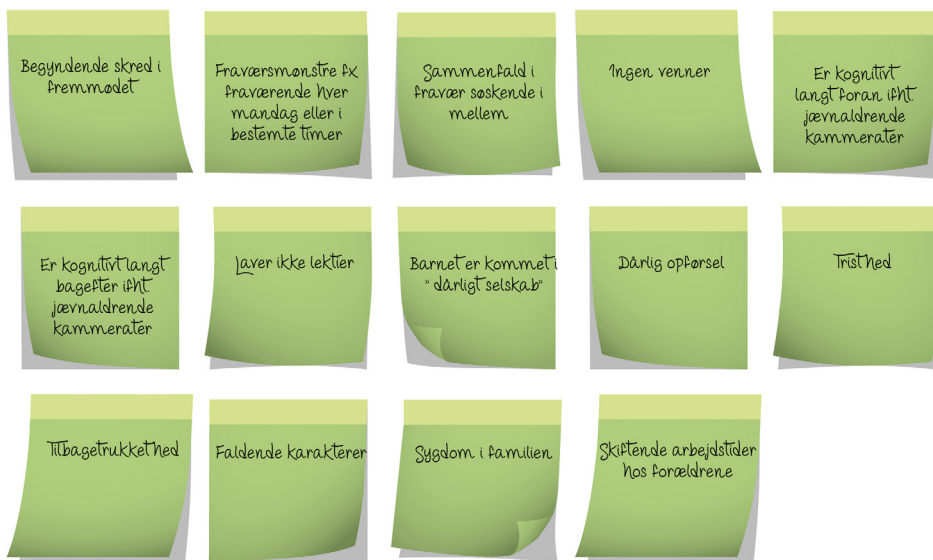 Begyndende skred i
fremmødet
Fraværsmønstre fx
fraværende hver
mandag eller i
bestemte timer
Sammenfald i
fravær søskende i
mellem
Ingen venner
Er kognitivt
langt foran ifht.
jævnaldrende
kammerater
Er kognitivt langt
bagefter ifht.
jævnaldrende
kammerater
Laver ikke lektier
Barnet er kommet i
" dårligt selskab"
Dårlig opførsel
Tristhed
Tilbagetrukkethed
Faldende karakterer
Sygdom i familien
Skiftende arbejdstider
hos forældrene